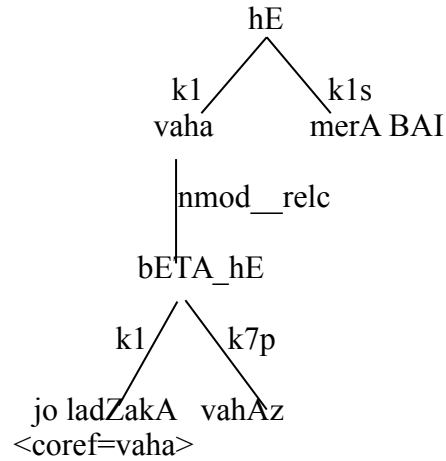 hE
k1 k1s
vaha merA BAI
nmod__relc
bETA_hE
k1 k7p
jo ladZakA vahAz
<coref=vaha>